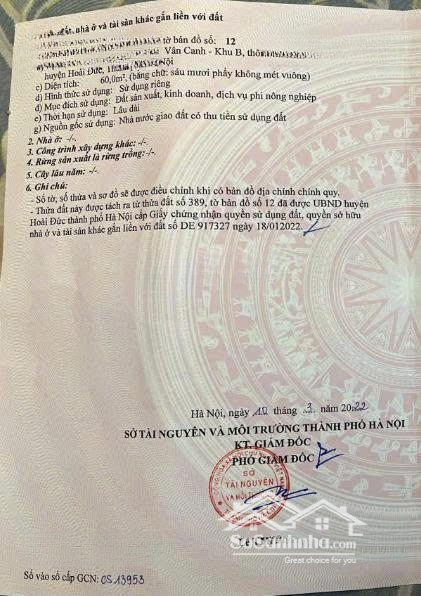 đất, nhà ở và tài sản khác gắn liền với đất
tờ bản đồ số: 12
Vân Canh - Khu B, thôn
huyện Hoài Đức, Nội
c) Diện tích: 60,0m², (bằng chữ: sáu mươi phẩy không mét vuông)
d) Hình thức sử dụng: Sử dụng riêng
đ) Mục đích sử dụng: Đất sản xuất, kinh doanh, dịch vụ phi nông nghiệp
e) Thời hạn sử dụng: Lâu dài
g) Nguồn gốc sử dụng: Nhà nước giao đất có thu tiền sử dụng đất
2. Nhà ở: -/-
3. Công trình xây dựng khác: -/-
4. Rừng sản xuất là rừng trồng:-/-
5. Cây lâu năm: -/-
6. Ghi chú:
- Số tờ, số thửa và sơ đồ sẽ được điều chỉnh khi có bản đồ địa chính chính quy.
- Thửa đất này được tách ra từ thửa đất số 389, tờ bản đồ số 12 đã được UBND huyện
Hoài Đức thành phố Hà Nội cấp Giấy chứng nhận quyền sử dụng đất, quyền sở hữu
nhà ở và tài sản khác gắn liền với đất số DE 917327 ngày 18/012022.
Hà Nội, ngày 10 tháng 3 năm 2022
SỞ TÀI NGUYÊN VÀ MÔI TRƯỜNG THÀNH PHỐ HÀ NỘI
KT. GIÁM ĐỐC
PHÓ GIÁM ĐỐC
SỞ
TÀI NGUYÊN
VÀ MÔI
SuCanhnha.com
Great choice for you
Số vào sổ cấp GCN: CS 13953